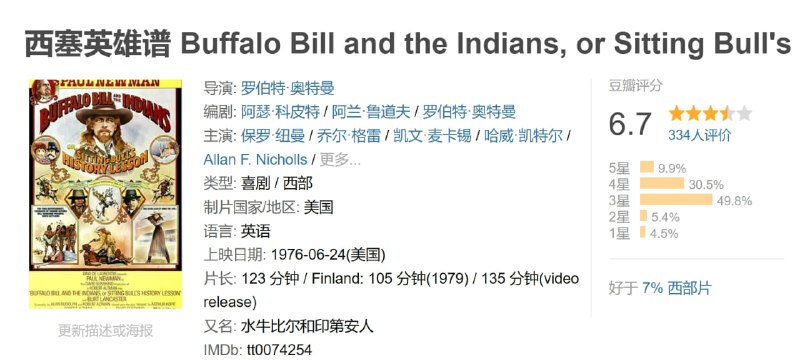 西塞英雄谱 Buffalo Bill and the Indians, or Sitting Bull's
PAUL NEWMAN
BUFFALO BILL AND THE INDIANS
OR SITTING BULL'S
HISTORY LESSON
DINO DE LAURENTIIS
PAUL NEWMAN
ROBERT ALTMAN
"BUFFALO BILL AND THE INDIANS, or SITTING BULL'S HISTORY LESSON"
BURT LANCASTER
更新描述或海报
导演: 罗伯特·奥特曼
编剧: 阿瑟·科皮特 / 阿兰·鲁道夫 / 罗伯特·奥特曼
主演: 保罗·纽曼 / 乔尔·格雷 / 凯文·麦卡锡 / 哈威·凯特尔 /
Allan F. Nicholls / 更多...
类型: 喜剧 / 西部
制片国家/地区: 美国
语言: 英语
上映日期: 1976-06-24(美国)
片长: 123 分钟 / Finland: 105 分钟(1979) / 135 分钟(video
release)
又名: 水牛比尔和印第安人
IMDb: tt0074254
豆瓣评分
6.7
334人评价
5星 9.9%
4星 30.5%
3星 49.8%
2星 5.4%
1星 4.5%
好于 7% 西部片